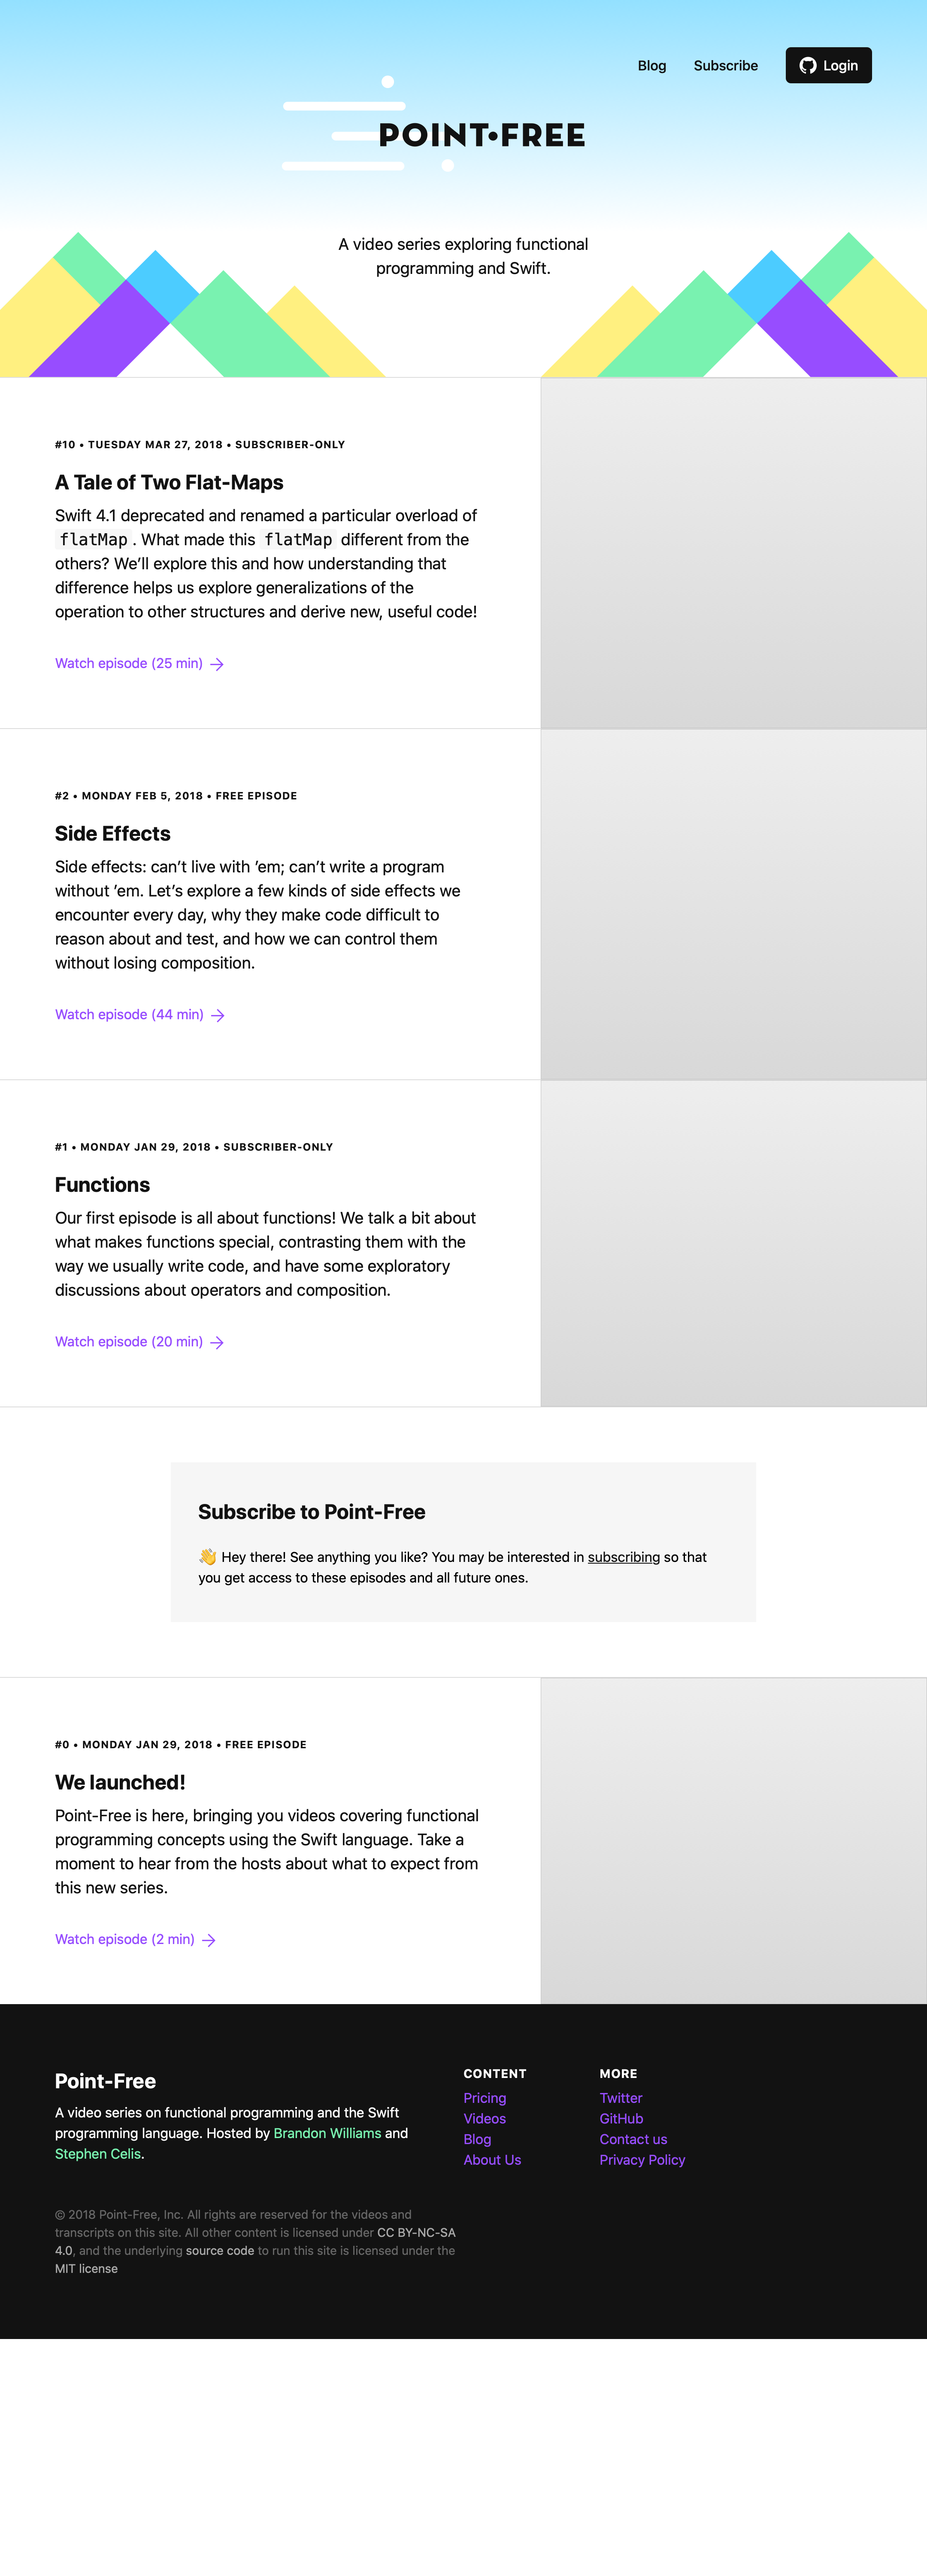 Blog Subscribe Login
POINT•FREE
A video series exploring functional
programming and Swift.
#10 • TUESDAY MAR 27, 2018 • SUBSCRIBER-ONLY
A Tale of Two Flat-Maps
Swift 4.1 deprecated and renamed a particular overload of
flatMap. What made this flatMap different from the
others? We’ll explore this and how understanding that
difference helps us explore generalizations of the
operation to other structures and derive new, useful code!
Watch episode (25 min) →
#2 • MONDAY FEB 5, 2018 • FREE EPISODE
Side Effects
Side effects: can’t live with ’em; can’t write a program
without ’em. Let’s explore a few kinds of side effects we
encounter every day, why they make code difficult to
reason about and test, and how we can control them
without losing composition.
Watch episode (44 min) →
#1 • MONDAY JAN 29, 2018 • SUBSCRIBER-ONLY
Functions
Our first episode is all about functions! We talk a bit about
what makes functions special, contrasting them with the
way we usually write code, and have some exploratory
discussions about operators and composition.
Watch episode (20 min) →
Subscribe to Point-Free
👋 Hey there! See anything you like? You may be interested in subscribing so that
you get access to these episodes and all future ones.
#0 • MONDAY JAN 29, 2018 • FREE EPISODE
We launched!
Point-Free is here, bringing you videos covering functional
programming concepts using the Swift language. Take a
moment to hear from the hosts about what to expect from
this new series.
Watch episode (2 min) →
Point-Free
A video series on functional programming and the Swift
programming language. Hosted by Brandon Williams and
Stephen Celis.
CONTENT
Pricing
Videos
Blog
About Us
MORE
Twitter
GitHub
Contact us
Privacy Policy
© 2018 Point-Free, Inc. All rights are reserved for the videos and
transcripts on this site. All other content is licensed under CC BY-NC-SA
4.0, and the underlying source code to run this site is licensed under the
MIT license